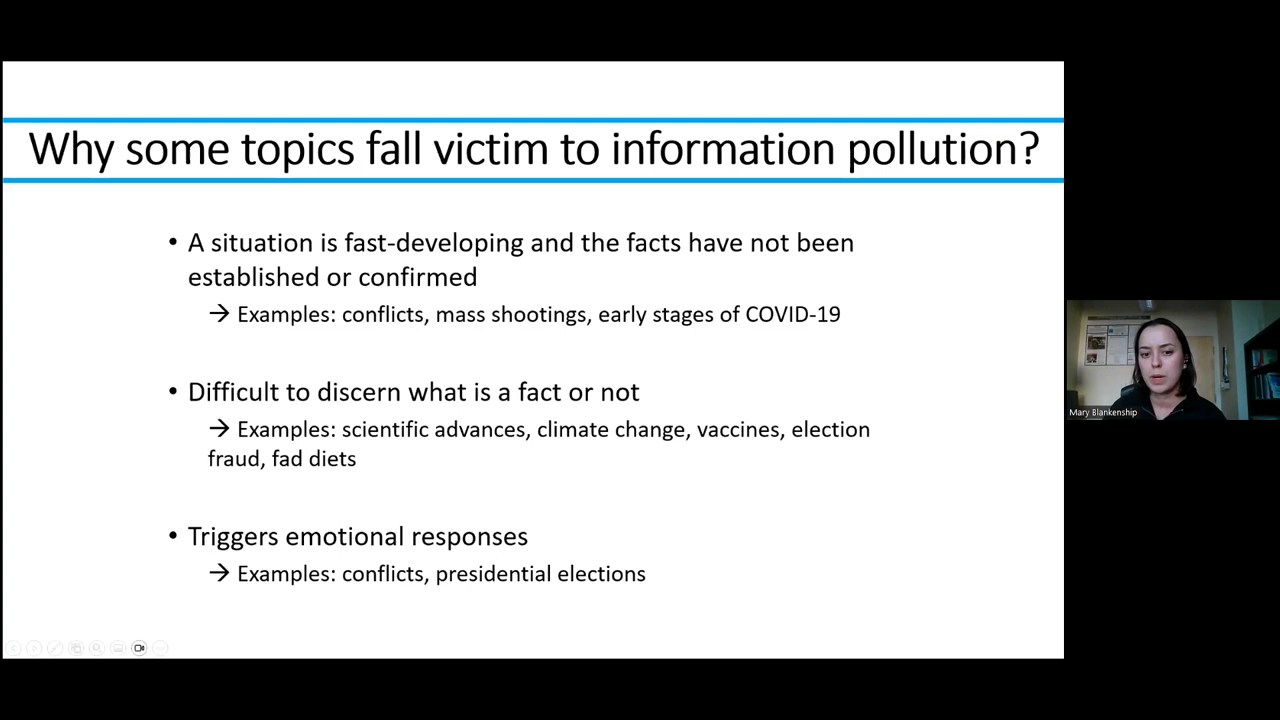 Why some topics fall victim to information pollution?
• A situation is fast-developing and the facts have not been
established or confirmed
→ Examples: conflicts, mass shootings, early stages of COVID-19
• Difficult to discern what is a fact or not
→ Examples: scientific advances, climate change, vaccines, election
fraud, fad diets
• Triggers emotional responses
→ Examples: conflicts, presidential elections
Mary Blankenship